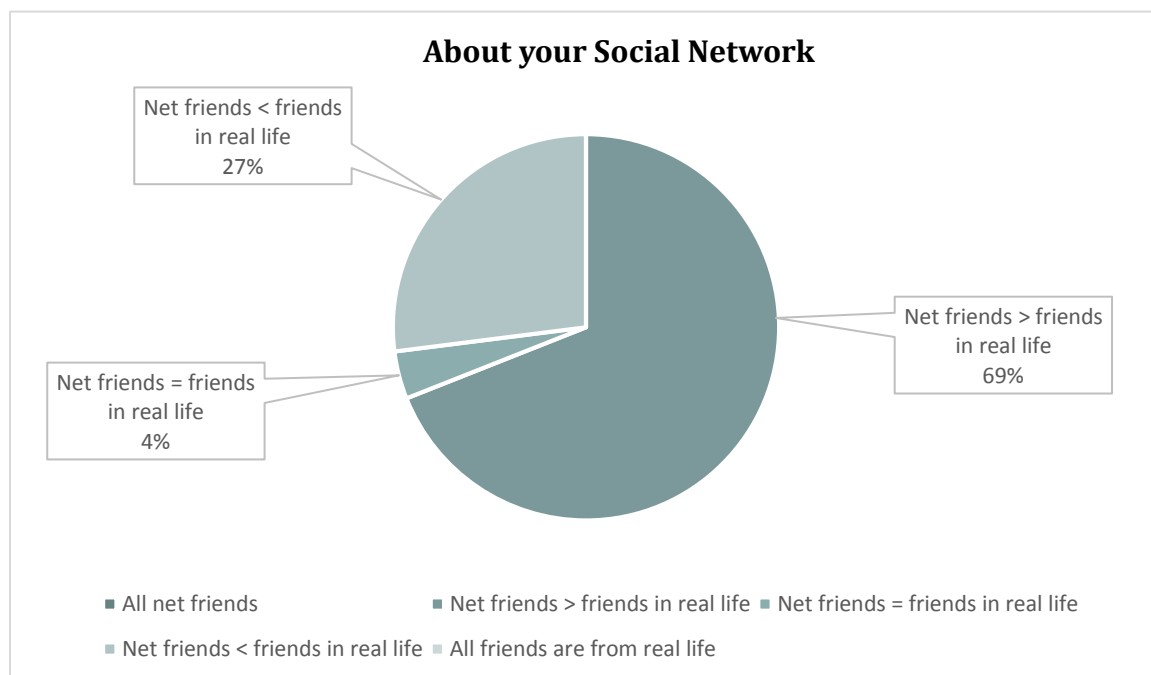 About your Social Network
Net friends < friends
in real life
27%
Net friends > friends
in real life
69%
Net friends = friends
in real life
4%
All net friends
Net friends > friends in real life
Net friends = friends in real life
Net friends < friends in real life
All friends are from real life